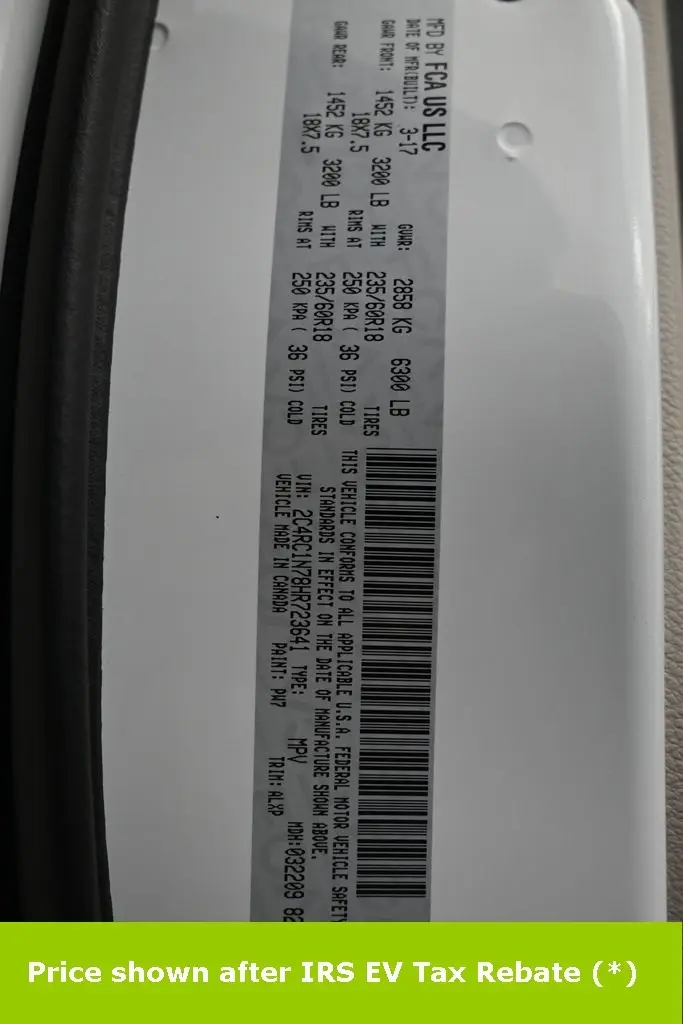 MFD BY FCA US LLC
DATE OF MFR(BUILT): 3-17 GVWR: 2858 KG 6300 LB
GAWR FRONT: 1452 KG 3200 LB WITH 235/60R18 TIRES
18X7.5 RIMS AT 250 KPA ( 36 PSI) COLD
GAWR REAR: 1452 KG 3200 LB WITH 235/60R18 TIRES
18X7.5 RIMS AT 250 KPA ( 36 PSI) COLD
THIS VEHICLE CONFORMS TO ALL APPLICABLE U.S.A. FEDERAL MOTOR VEHICLE SAFETY
STANDARDS IN EFFECT ON THE DATE OF MANUFACTURE SHOWN ABOVE.
VIN: 2C4RC1N78HR723641 TYPE: MPV MDH:032209 82
VEHICLE MADE IN CANADA PAINT: PW7 TRIM: ALXP
Price shown after IRS EV Tax Rebate (*)